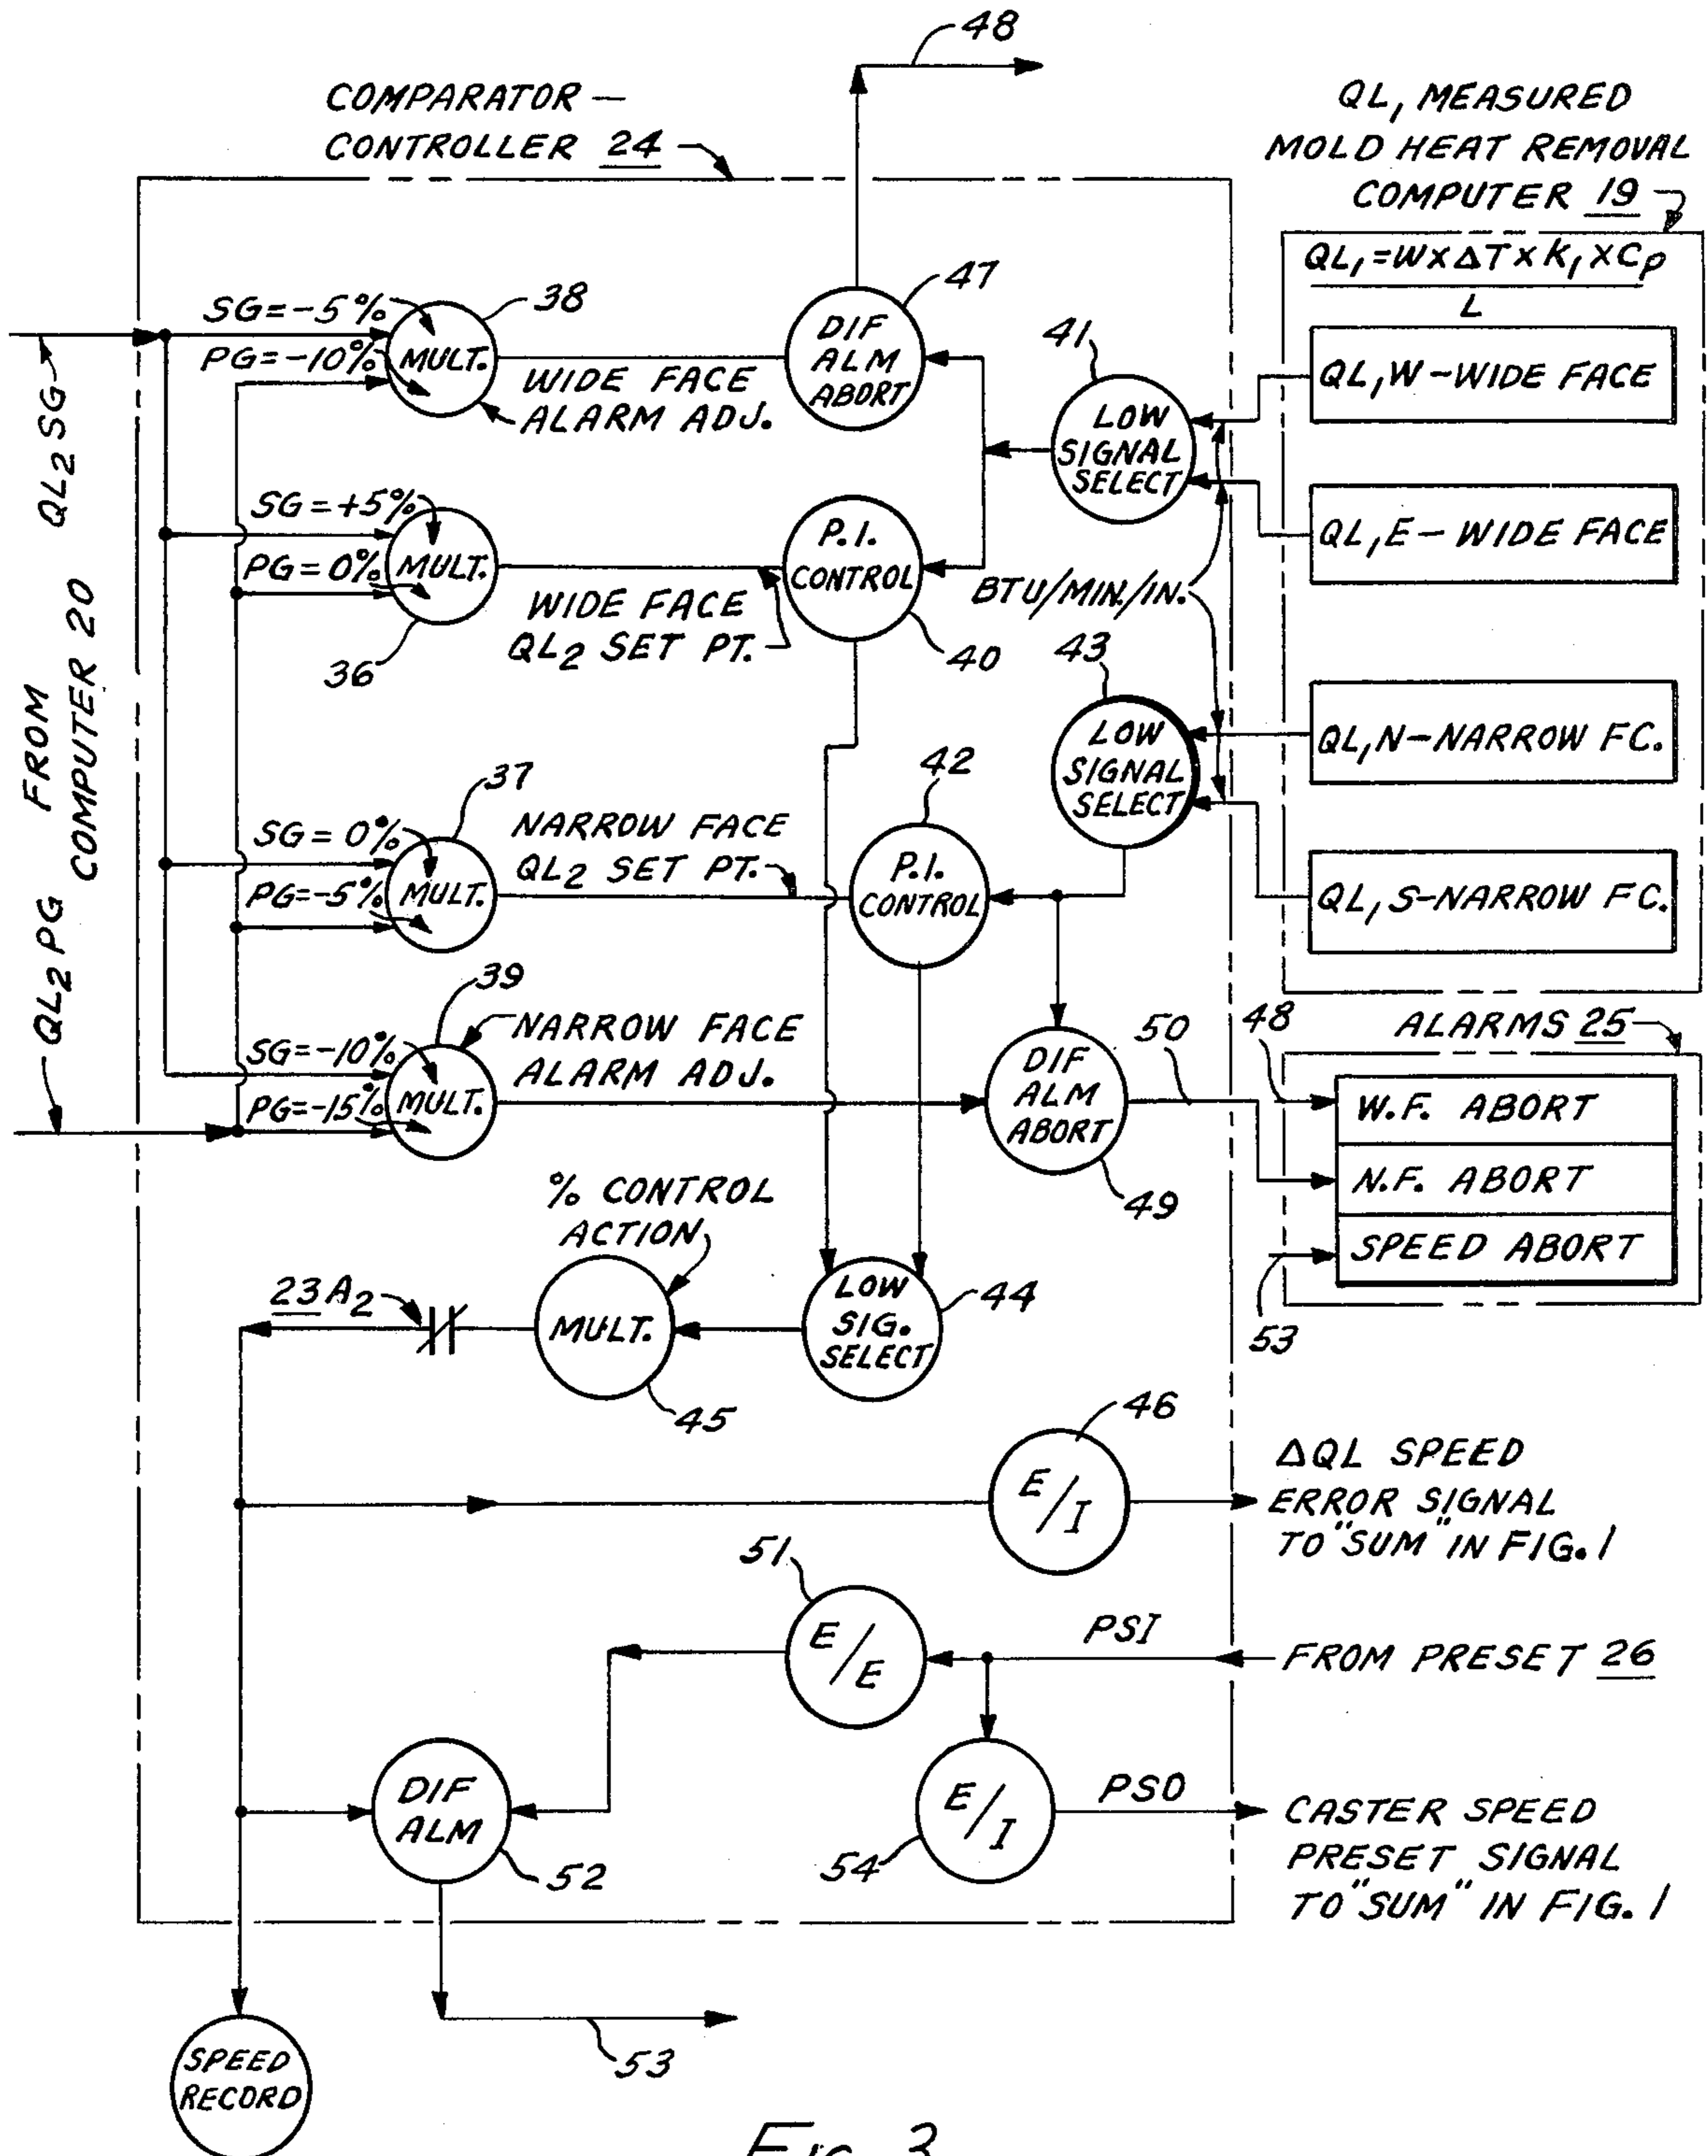 48
COMPARATOR —
CONTROLLER 24
QL, MEASURED
MOLD HEAT REMOVAL
COMPUTER 19
QL₁ = W x ΔT x K₁ x Cp
L
SG=-5%
PG=-10%
MULT.
38
WIDE FACE
ALARM ADJ.
DIF
ALM
ABORT
47
41
LOW
SIGNAL
SELECT
QL₁W-WIDE FACE
QL₁E-WIDE FACE
QL₂SG
SG=+5%
PG=0%
MULT.
36
WIDE FACE
QL₂ SET PT.
P.I.
CONTROL
40
BTU/MIN./IN.
43
LOW
SIGNAL
SELECT
QL₁N-NARROW FC.
QL₁S-NARROW FC.
FROM
COMPUTER 20
QL₂PG
37
SG=0%
PG=-5%
MULT.
NARROW FACE
QL₂ SET PT.
42
P.I.
CONTROL
39
SG=-10%
PG=-15%
MULT.
NARROW FACE
ALARM ADJ.
DIF
ALM
ABORT
49
50
48
ALARMS 25
W.F. ABORT
N.F. ABORT
SPEED ABORT
53
% CONTROL
ACTION
23A₂
MULT.
45
LOW
SIG.
SELECT
44
46
E/I
ΔQL SPEED
ERROR SIGNAL
TO "SUM" IN FIG. 1
51
E/E
PSI
FROM PRESET 26
DIF
ALM
52
E/I
54
PSO
CASTER SPEED
PRESET SIGNAL
TO "SUM" IN FIG. 1
53
SPEED
RECORD
FIG. 3